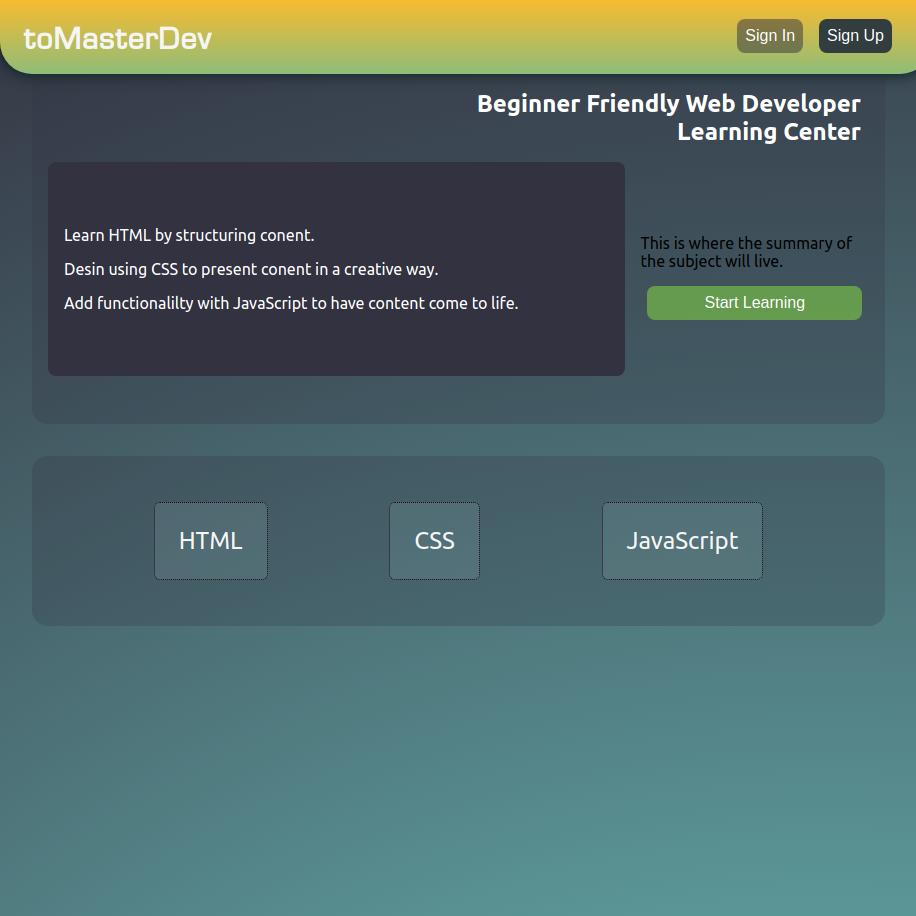 toMasterDev
Sign In
Sign Up
Beginner Friendly Web Developer
Learning Center
Learn HTML by structuring conent.
Desin using CSS to present conent in a creative way.
Add functionalilty with JavaScript to have content come to life.
This is where the summary of
the subject will live.
Start Learning
HTML
CSS
JavaScript